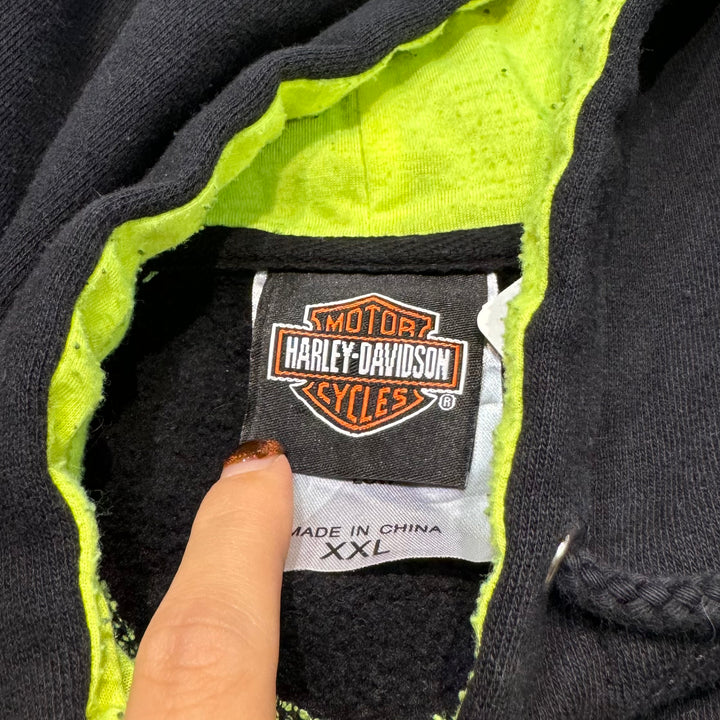 MOTOR
HARLEY-DAVIDSON
CYCLES
®
MADE IN CHINA
XXL